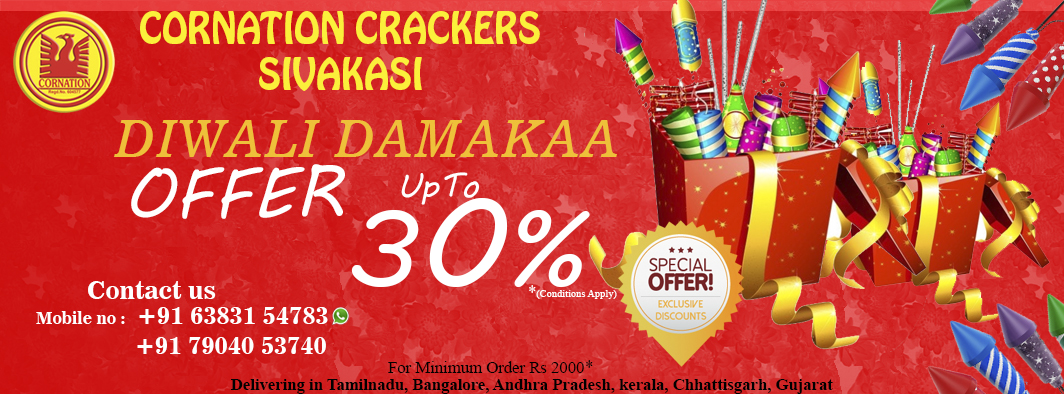 CORNATION CRACKERS
SIVAKASI
CORNATION
DIWALI DAMAKAA
OFFER UpTo
30%
*(Conditions Apply)
SPECIAL
OFFER!
EXCLUSIVE
DISCOUNTS
Contact us
Mobile no : +91 63831 54783
+91 79040 53740
For Minimum Order Rs 2000*
Delivering in Tamilnadu, Bangalore, Andhra Pradesh, kerala, Chhattisgarh, Gujarat